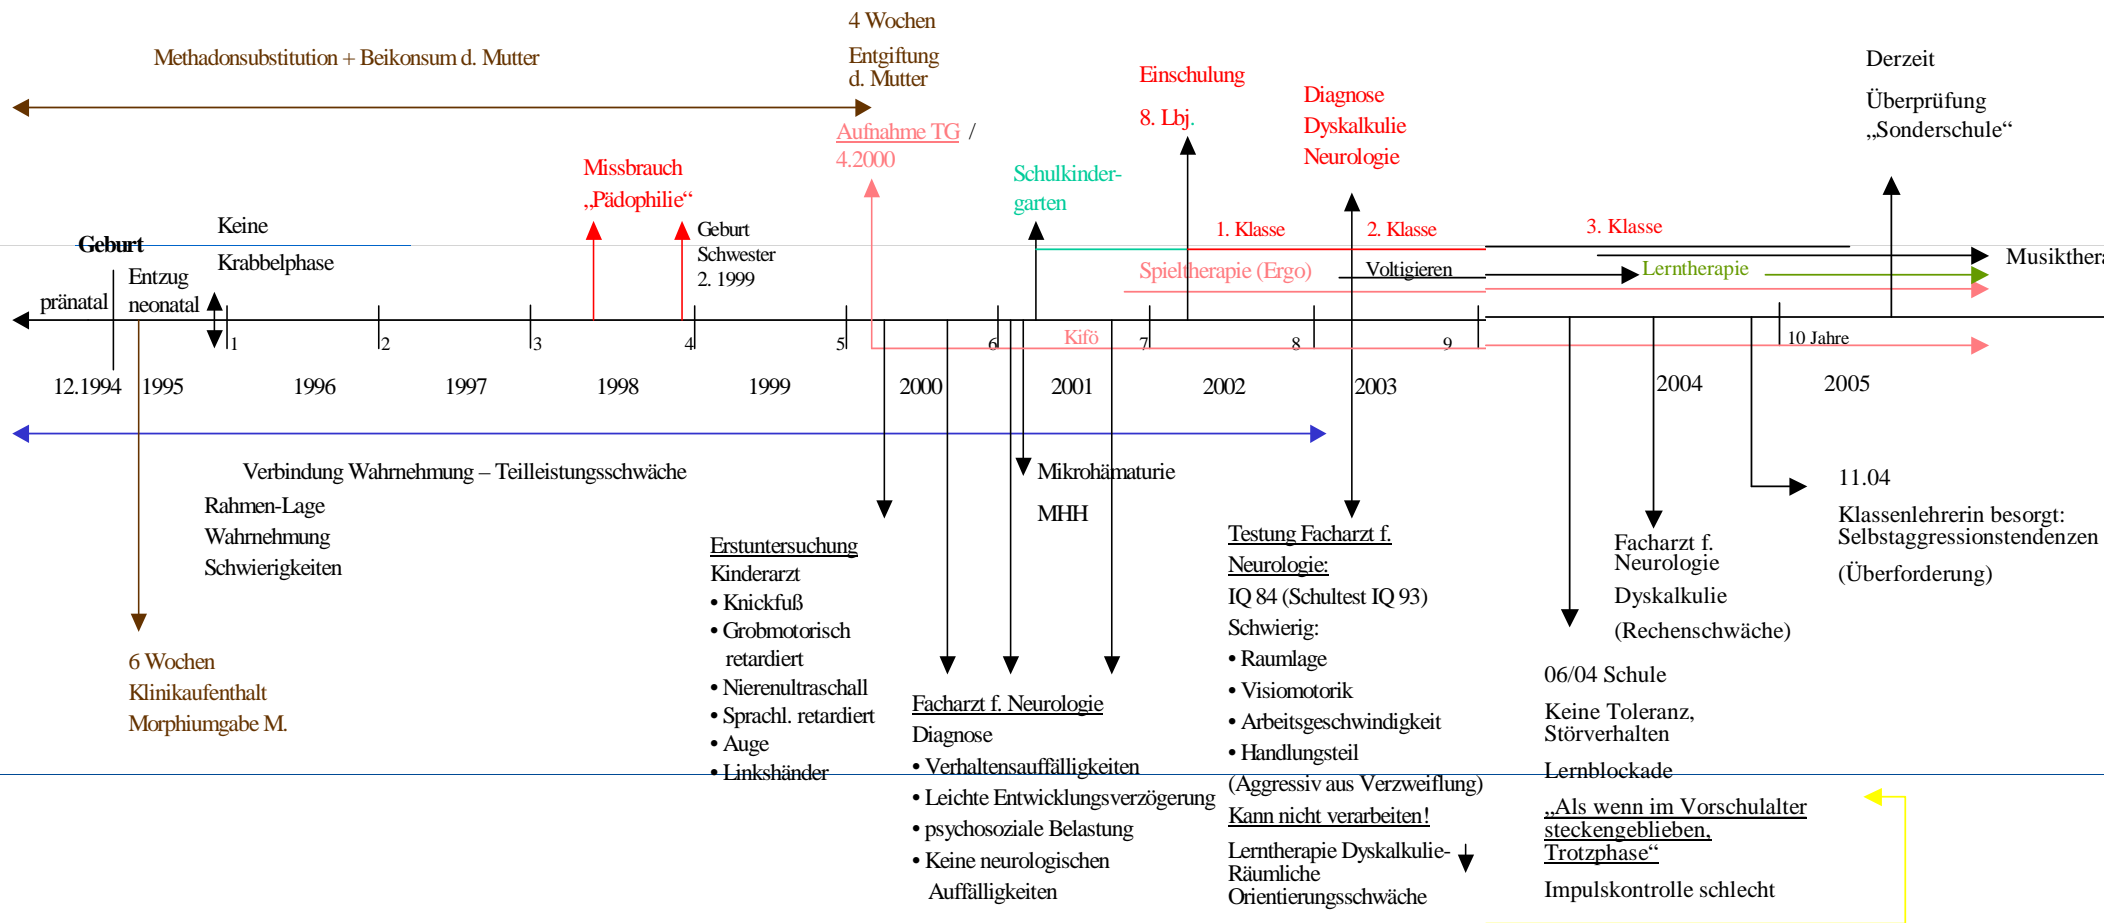 4 Wochen
Entgiftung
d. Mutter
Methadonsubstitution + Beikonsum d. Mutter
Aufnahme TG /
4.2000
Einschulung
8. Lbj.
Diagnose
Dyskalkulie
Neurologie
Derzeit
Überprüfung
„Sonderschule“
Missbrauch
„Pädophilie“
Schulkinder-
garten
Geburt
Keine
Krabbelphase
Geburt
Schwester
2. 1999
1. Klasse
2. Klasse
3. Klasse
Spieltherapie (Ergo)
Voltigieren
Lerntherapie
Musikthera
pränatal
Entzug
neonatal
1
2
3
4
5
6
Kifö
7
8
9
10 Jahre
12.1994
1995
1996
1997
1998
1999
2000
2001
2002
2003
2004
2005
Verbindung Wahrnehmung – Teilleistungsschwäche
Rahmen-Lage
Wahrnehmung
Schwierigkeiten
6 Wochen
Klinikaufenthalt
Morphiumgabe M.
Erstuntersuchung
Kinderarzt
• Knickfuß
• Grobmotorisch
retardiert
• Nierenultraschall
• Sprachl. retardiert
• Auge
• Linkshänder
Mikrohämaturie
MHH
Facharzt f. Neurologie
Diagnose
• Verhaltensauffälligkeiten
• Leichte Entwicklungsverzögerung
• psychosoziale Belastung
• Keine neurologischen
Auffälligkeiten
Testung Facharzt f.
Neurologie:
IQ 84 (Schultest IQ 93)
Schwierig:
• Raumlage
• Visiomotorik
• Arbeitsgeschwindigkeit
• Handlungsteil
(Aggressiv aus Verzweiflung)
Kann nicht verarbeiten!
Lerntherapie Dyskalkulie-
Räumliche
Orientierungsschwäche
06/04 Schule
Keine Toleranz,
Störverhalten
Lernblockade
„Als wenn im Vorschulalter
steckengeblieben,
Trotzphase“
Impulskontrolle schlecht
Facharzt f.
Neurologie
Dyskalkulie
(Rechenschwäche)
11.04
Klassenlehrerin besorgt:
Selbstaggressionstendenzen
(Überforderung)